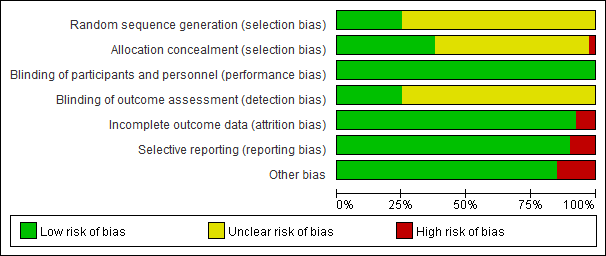 Random sequence generation (selection bias)
Allocation concealment (selection bias)
Blinding of participants and personnel (performance bias)
Blinding of outcome assessment (detection bias)
Incomplete outcome data (attrition bias)
Selective reporting (reporting bias)
Other bias
0% 25% 50% 75% 100%
Low risk of bias Unclear risk of bias High risk of bias